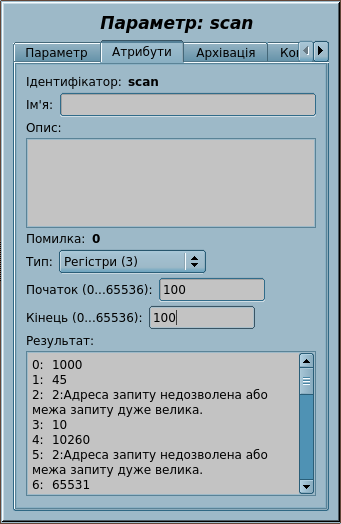 Параметр: scan
Параметр Атрибути Архівація Ко
Ідентифікатор: scan
Ім'я:
Опис:
Помилка: 0
Тип: Регістри (3)
Початок (0...65536): 100
Кінець (0...65536): 100
Результат:
0: 1000
1: 45
2: 2:Адреса запиту недозволена або
межа запиту дуже велика.
3: 10
4: 10260
5: 2:Адреса запиту недозволена або
межа запиту дуже велика.
6: 65531